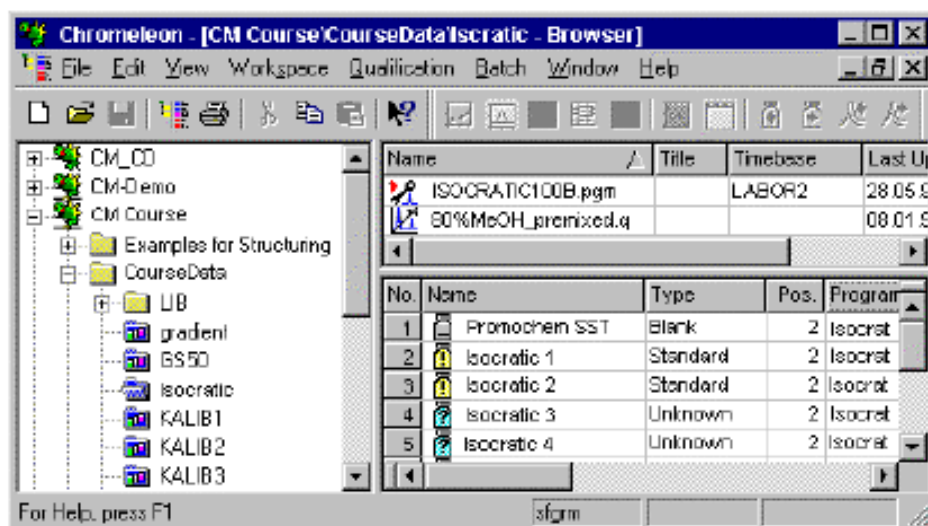 Chromeleon - [CM Course\CourseData\Iscratic - Browser]
File Edit View Workspace Qualification Batch Window Help
CM_CD
CM-Demo
CM Course
Examples for Structuring
CourseData
LIB
gradient
GS50
Isocratic
KALIB1
KALIB2
KALIB3
Name Title Timebase Last Up
ISOCRATIC100B.pgm LABOR2 28.05.9
80%MeOH_premixed.q 08.01.9
No. Name Type Pos. Program
1 Promochem SST Blank 2 Isocrat
2 Isocratic 1 Standard 2 Isocrat
3 Isocratic 2 Standard 2 Isocrat
4 Isocratic 3 Unknown 2 Isocrat
5 Isocratic 4 Unknown 2 Isocrat
For Help, press F1 sfgrm